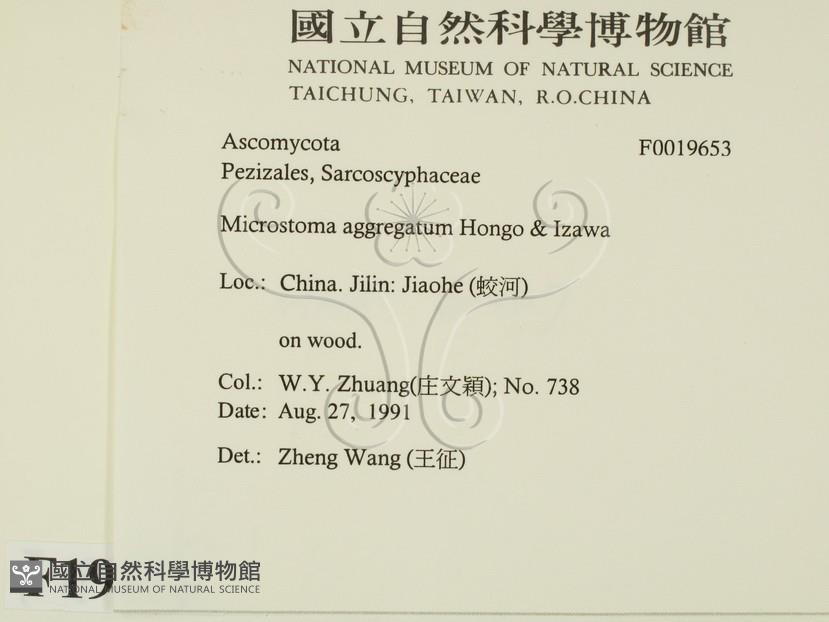 國立自然科學博物館
NATIONAL MUSEUM OF NATURAL SCIENCE
TAICHUNG, TAIWAN, R.O.CHINA
Ascomycota F0019653
Pezizales, Sarcoscyphaceae
Microstoma aggregatum Hongo & Izawa
Loc.: China. Jilin: Jiaohe (蛟河)
on wood.
Col.: W.Y. Zhuang(庄文穎); No. 738
Date: Aug. 27, 1991
Det.: Zheng Wang (王征)
F19
國立自然科學博物館
NATIONAL MUSEUM OF NATURAL SCIENCE